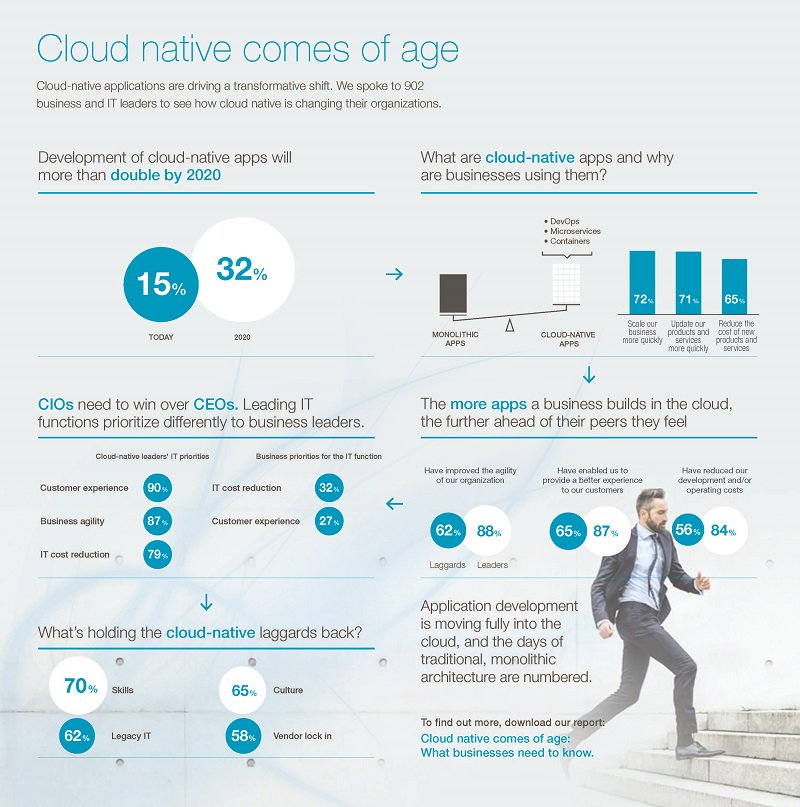 Cloud native comes of age
Cloud-native applications are driving a transformative shift. We spoke to 902
business and IT leaders to see how cloud native is changing their organizations.
Development of cloud-native apps will
more than double by 2020
15%
32%
TODAY
2020
What are cloud-native apps and why
are businesses using them?
• DevOps
• Microservices
• Containers
MONOLITHIC
APPS
CLOUD-NATIVE
APPS
72%
71%
65%
Scale our
business
more quickly
Update our
products and
services
more quickly
Reduce the
cost of new
products and
services
The more apps a business builds in the cloud,
the further ahead of their peers they feel
Have improved the agility
of our organization
62%
88%
Laggards
Leaders
Have enabled us to
provide a better experience
to our customers
65%
87%
Have reduced our
development and/or
operating costs
56%
84%
CIOs need to win over CEOs. Leading IT
functions prioritize differently to business leaders.
Cloud-native leaders' IT priorities
Customer experience
90%
Business agility
87%
IT cost reduction
79%
Business priorities for the IT function
IT cost reduction
32%
Customer experience
27%
What's holding the cloud-native laggards back?
70%
Skills
65%
Culture
62%
Legacy IT
58%
Vendor lock in
Application development
is moving fully into the
cloud, and the days of
traditional, monolithic
architecture are numbered.
To find out more, download our report:
Cloud native comes of age:
What businesses need to know.